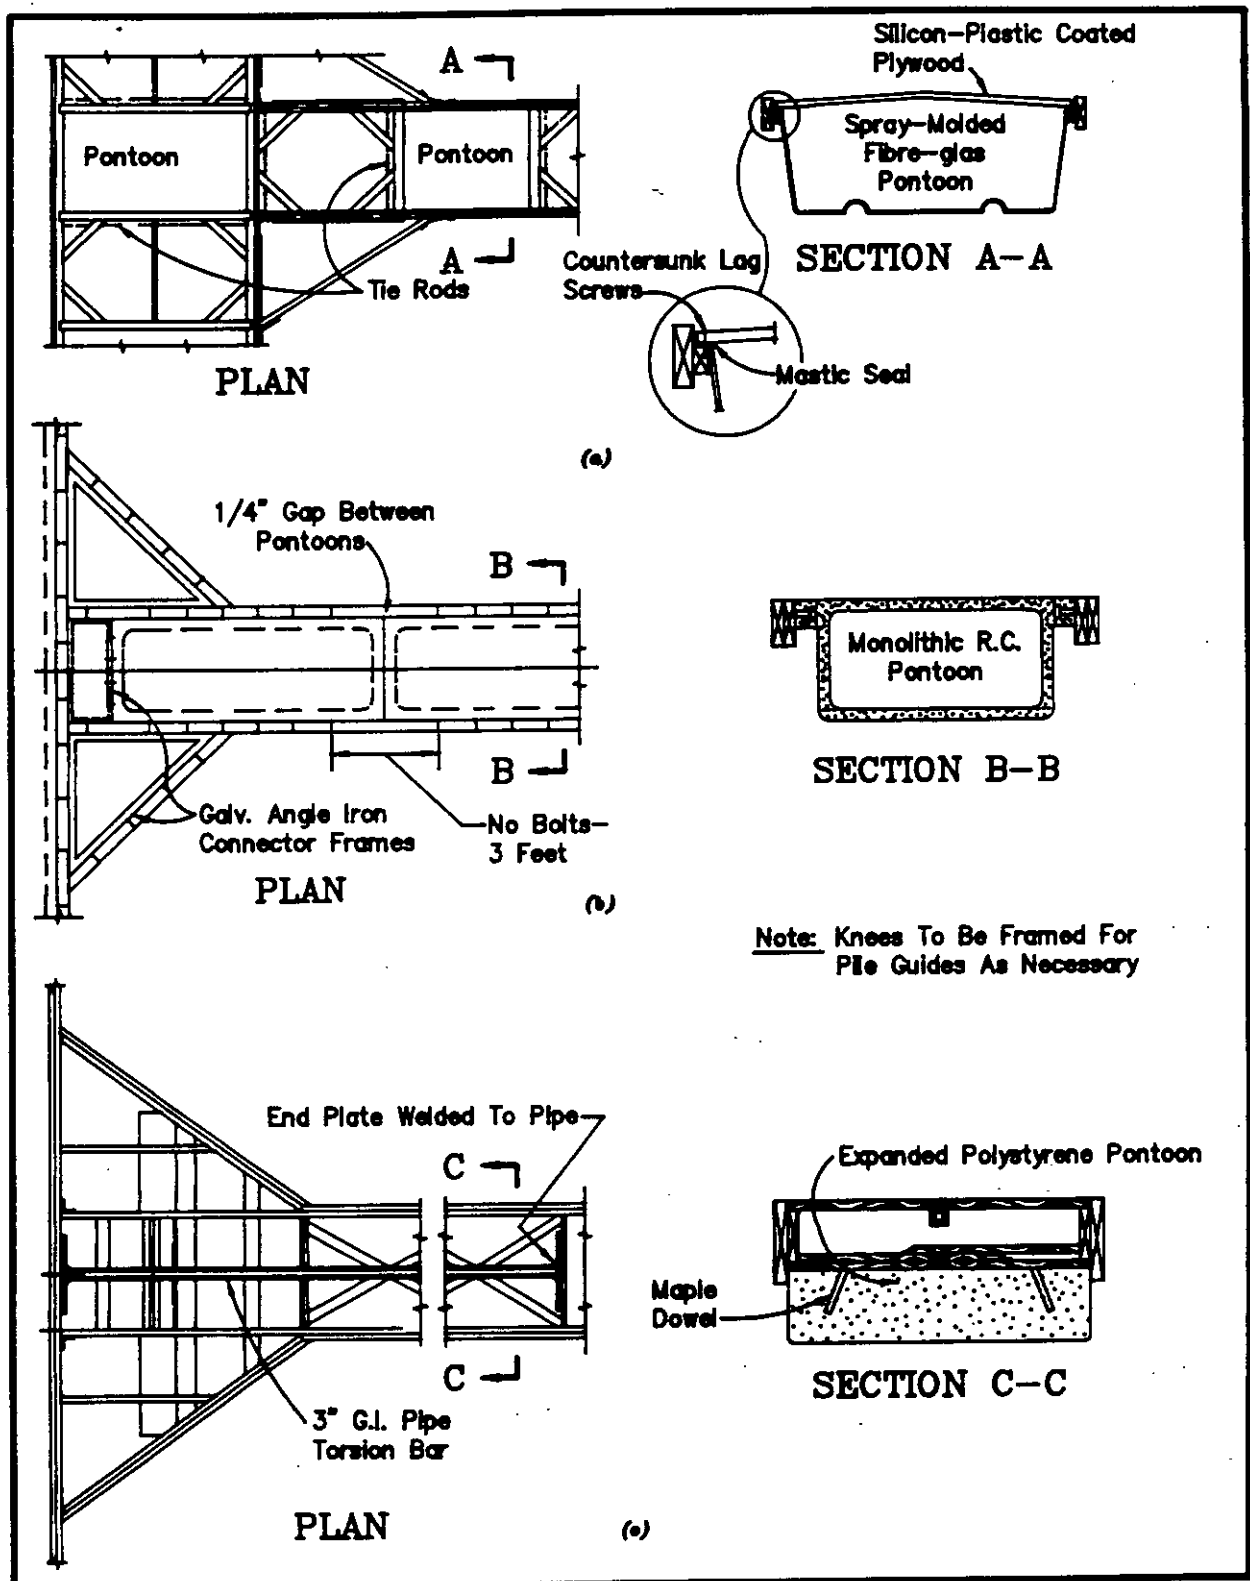 Silicon-Plastic Coated
Plywood
A
Pontoon
Pontoon
Spray-Molded
Fibre-glas
Pontoon
A
SECTION A-A
Tie Rods
Countersunk Lag
Screws
PLAN
Mastic Seal
(a)
1/4" Gap Between
Pontoons
B
Monolithic R.C.
Pontoon
B
SECTION B-B
Galv. Angle Iron
Connector Frames
No Bolts-
3 Feet
PLAN
(b)
Note: Knees To Be Framed For
Pile Guides As Necessary
End Plate Welded To Pipe
C
Expanded Polystyrene Pontoon
Maple
Dowel
C
SECTION C-C
3" G.I. Pipe
Torsion Bar
PLAN
(c)